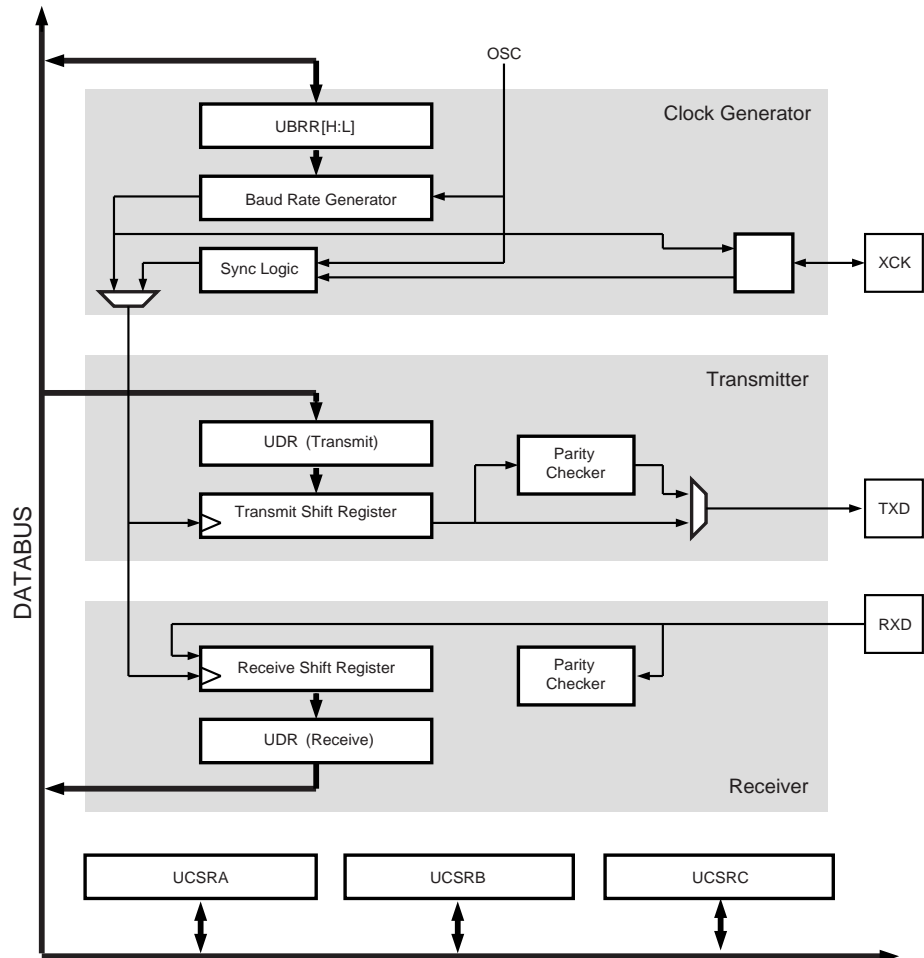 OSC
Clock Generator
UBRR[H:L]
Baud Rate Generator
Sync Logic
XCK
DATABUS
Transmitter
UDR (Transmit)
Parity
Checker
Transmit Shift Register
TXD
RXD
Receive Shift Register
Parity
Checker
UDR (Receive)
Receiver
UCSRA
UCSRB
UCSRC